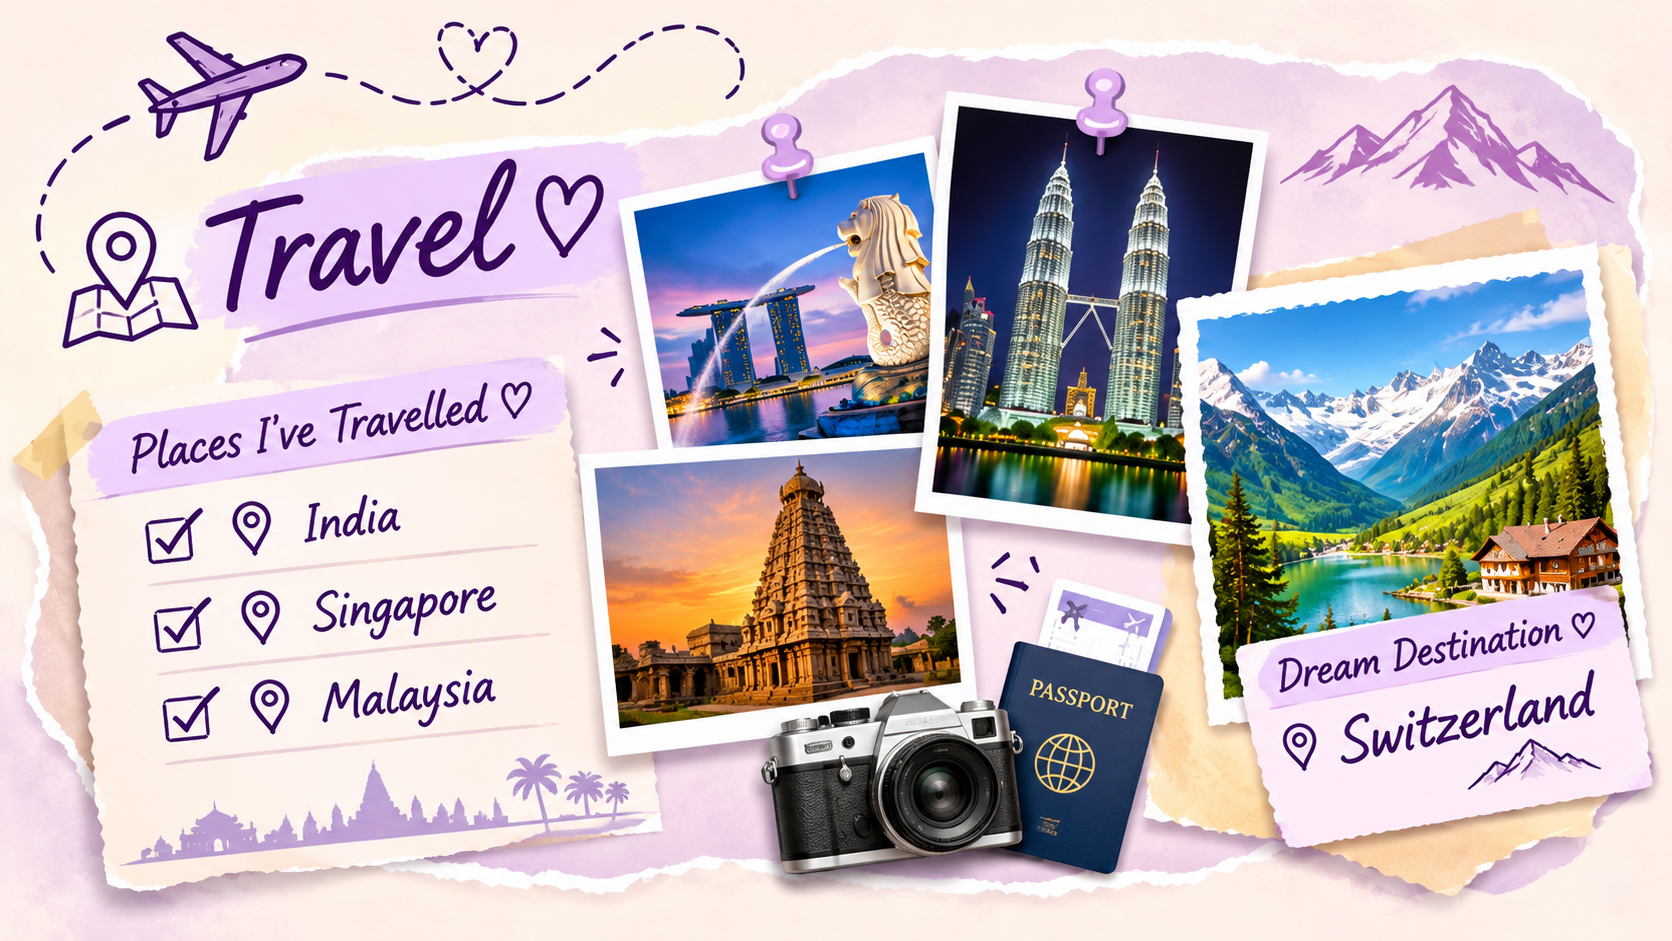 Travel
Places I've Travelled
India
Singapore
Malaysia
PASSPORT
Dream Destination
Switzerland